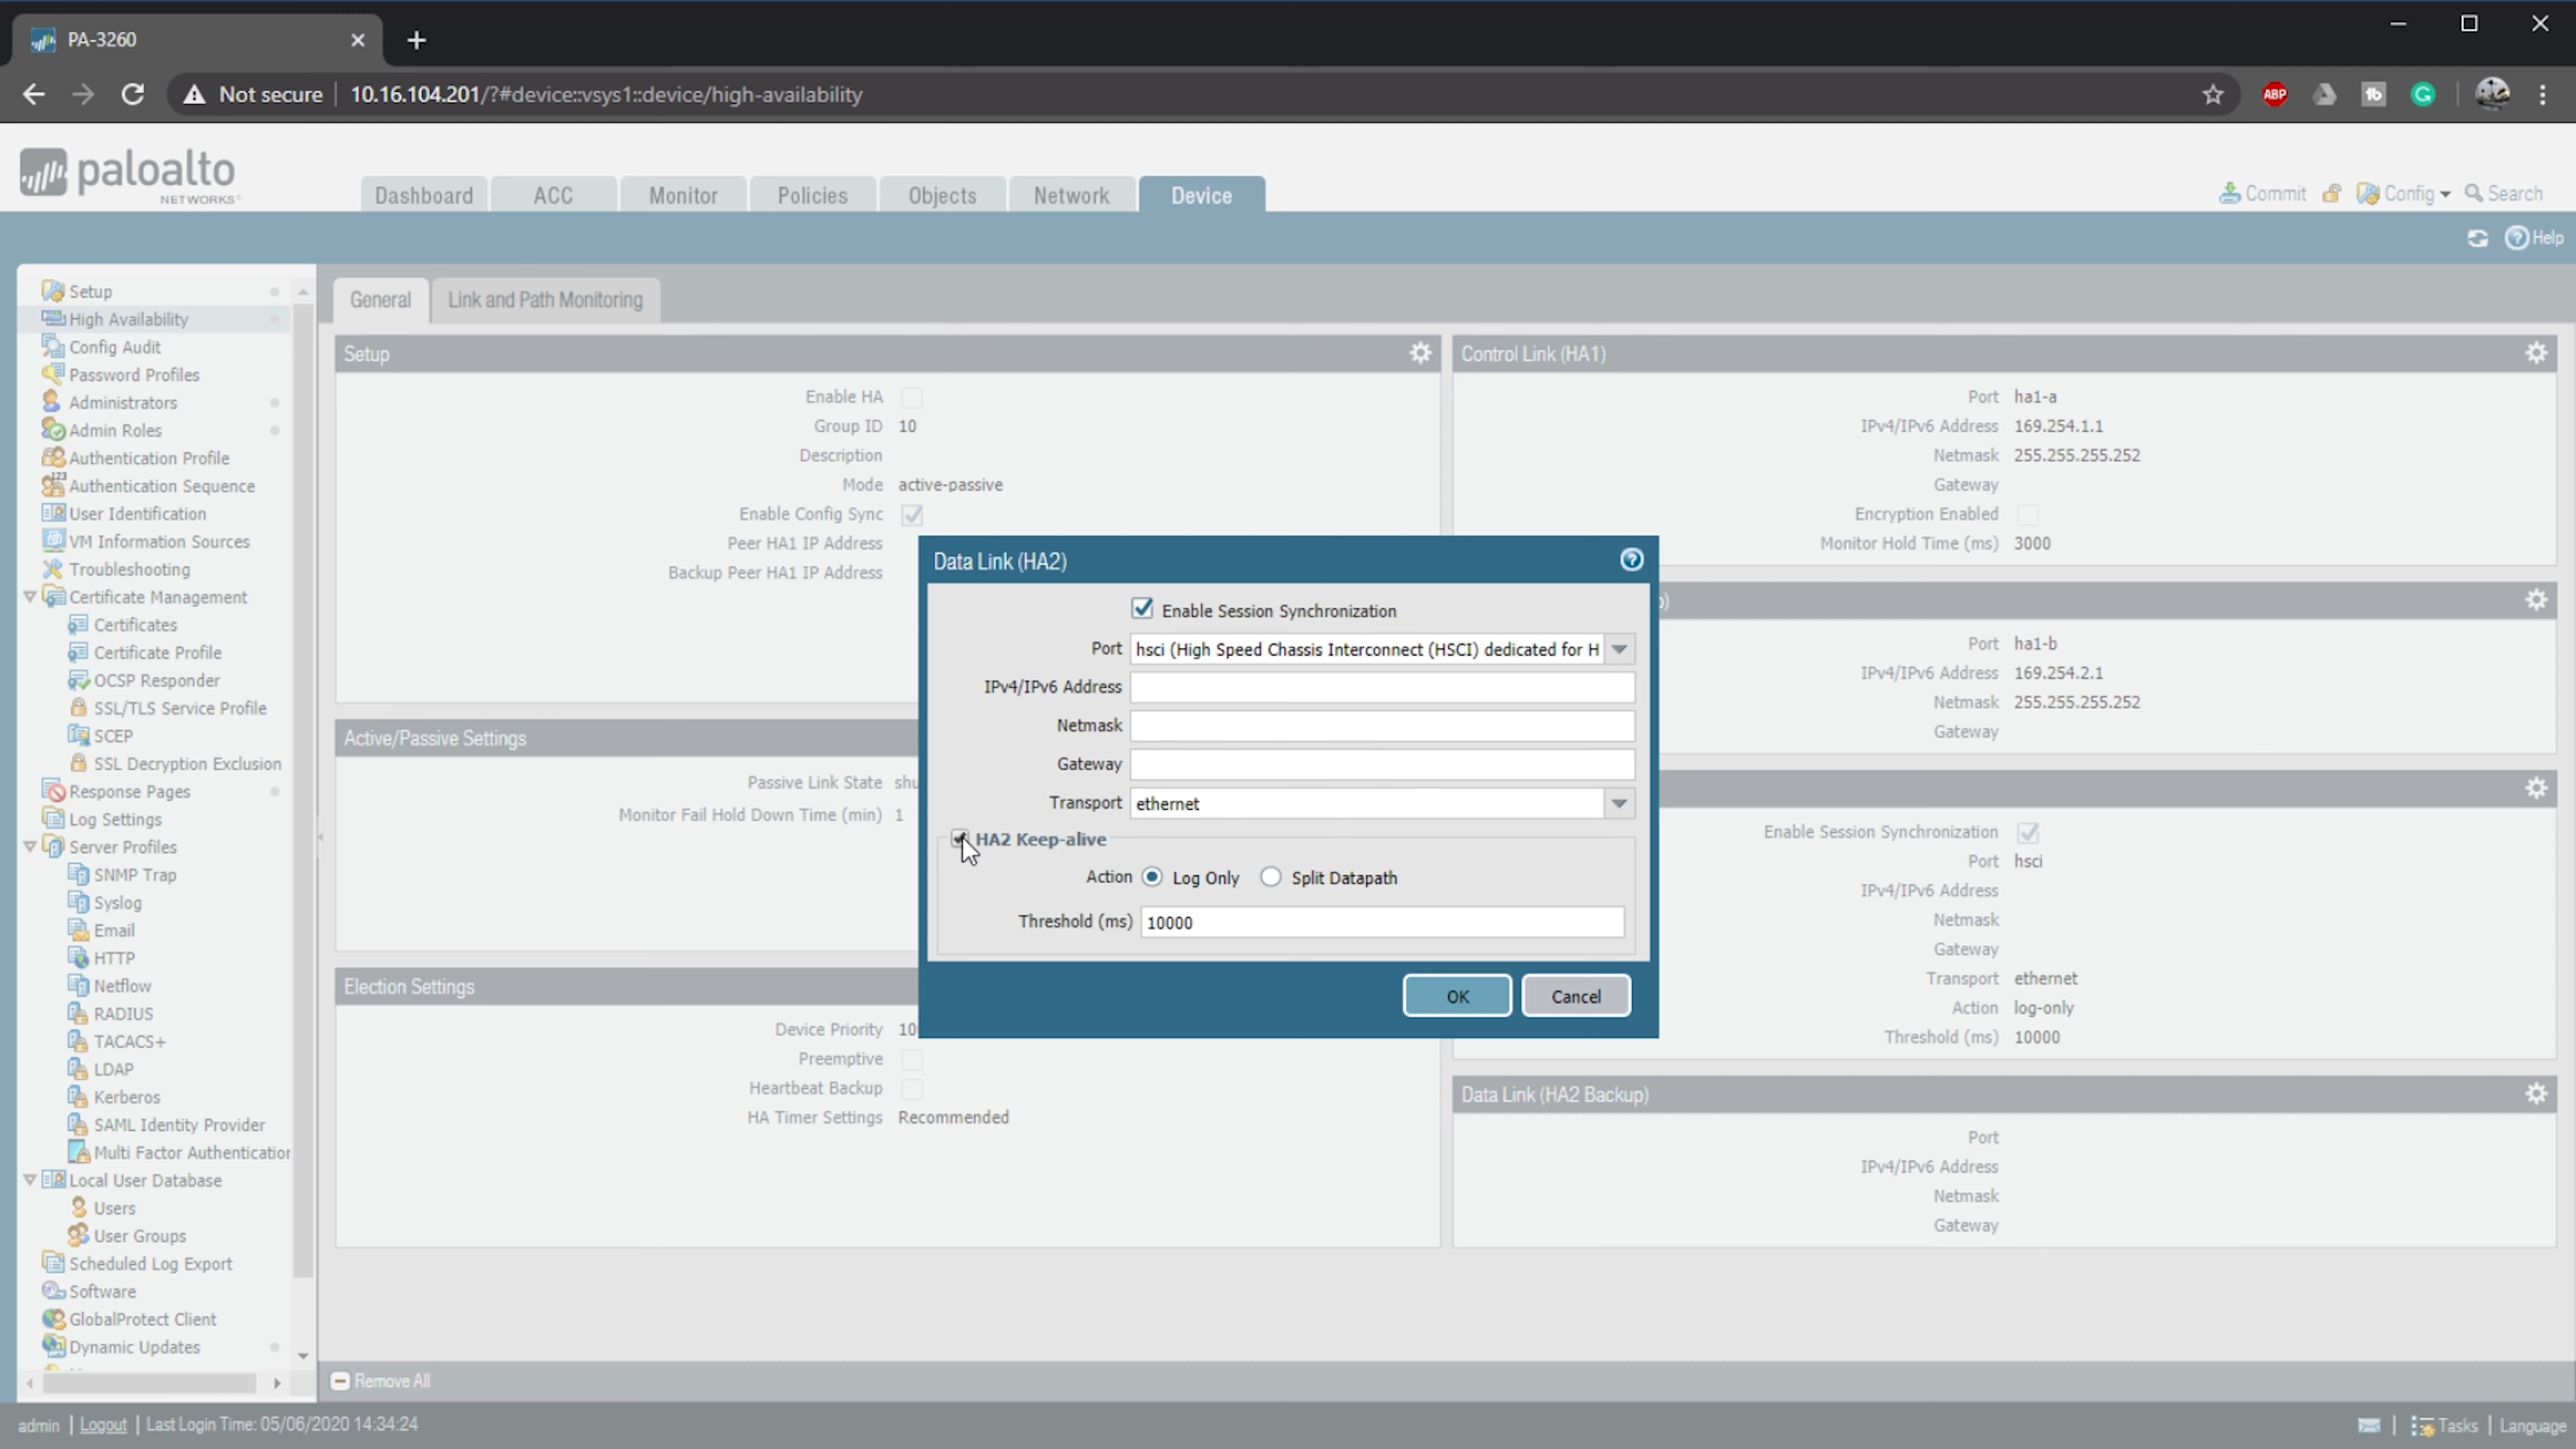 PA-3260
Not secure
10.16.104.201/?#device::vsys1::device/high-availability
ABP
paloalto
NETWORKS
Dashboard
ACC
Monitor
Policies
Objects
Network
Device
Commit
Config
Search
Help
Setup
High Availability
Config Audit
Password Profiles
Administrators
Admin Roles
Authentication Profile
Authentication Sequence
User Identification
VM Information Sources
Troubleshooting
Certificate Management
Certificates
Certificate Profile
OCSP Responder
SSL/TLS Service Profile
SCEP
SSL Decryption Exclusion
Response Pages
Log Settings
Server Profiles
SNMP Trap
Syslog
Email
HTTP
Netflow
RADIUS
TACACS+
LDAP
Kerberos
SAML Identity Provider
Multi Factor Authentication
Local User Database
Users
User Groups
Scheduled Log Export
Software
GlobalProtect Client
Dynamic Updates
General
Link and Path Monitoring
Setup
Enable HA
Group ID 10
Description
Mode active-passive
Enable Config Sync
Peer HA1 IP Address
Backup Peer HA1 IP Address
Active/Passive Settings
Passive Link State shu
Monitor Fail Hold Down Time (min) 1
Election Settings
Device Priority 10
Preemptive
Heartbeat Backup
HA Timer Settings Recommended
Data Link (HA2)
Enable Session Synchronization
Port hsci (High Speed Chassis Interconnect (HSCI) dedicated for H
IPv4/IPv6 Address
Netmask
Gateway
Transport ethernet
HA2 Keep-alive
Action Log Only Split Datapath
Threshold (ms) 10000
OK
Cancel
Control Link (HA1)
Port ha1-a
IPv4/IPv6 Address 169.254.1.1
Netmask 255.255.255.252
Gateway
Encryption Enabled
Monitor Hold Time (ms) 3000
Port ha1-b
IPv4/IPv6 Address 169.254.2.1
Netmask 255.255.255.252
Gateway
Enable Session Synchronization
Port hsci
IPv4/IPv6 Address
Netmask
Gateway
Transport ethernet
Action log-only
Threshold (ms) 10000
Data Link (HA2 Backup)
Port
IPv4/IPv6 Address
Netmask
Gateway
Remove All
admin | Logout | Last Login Time: 05/06/2020 14:34:24
Tasks | Language